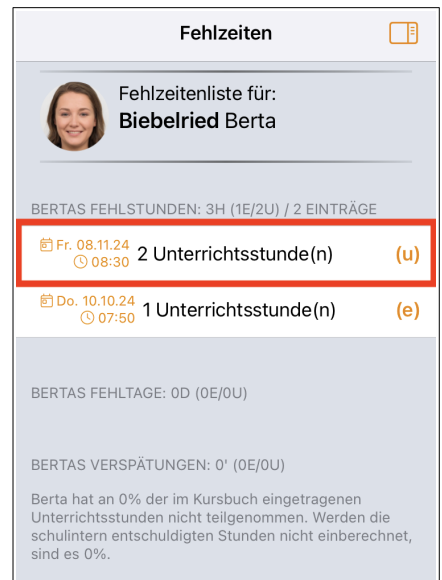 Fehlzeiten
Fehlzeitenliste für:
Biebelried Berta
BERTAS FEHLSTUNDEN: 3H (1E/2U) / 2 EINTRÄGE
Fr. 08.11.24
08:30
2 Unterrichtsstunde(n)
(u)
Do. 10.10.24
07:50
1 Unterrichtsstunde(n)
(e)
BERTAS FEHLTAGE: 0D (0E/0U)
BERTAS VERSPÄTUNGEN: 0' (0E/0U)
Berta hat an 0% der im Kursbuch eingetragenen
Unterrichtsstunden nicht teilgenommen. Werden die
schulintern entschuldigten Stunden nicht einberechnet,
sind es 0%.